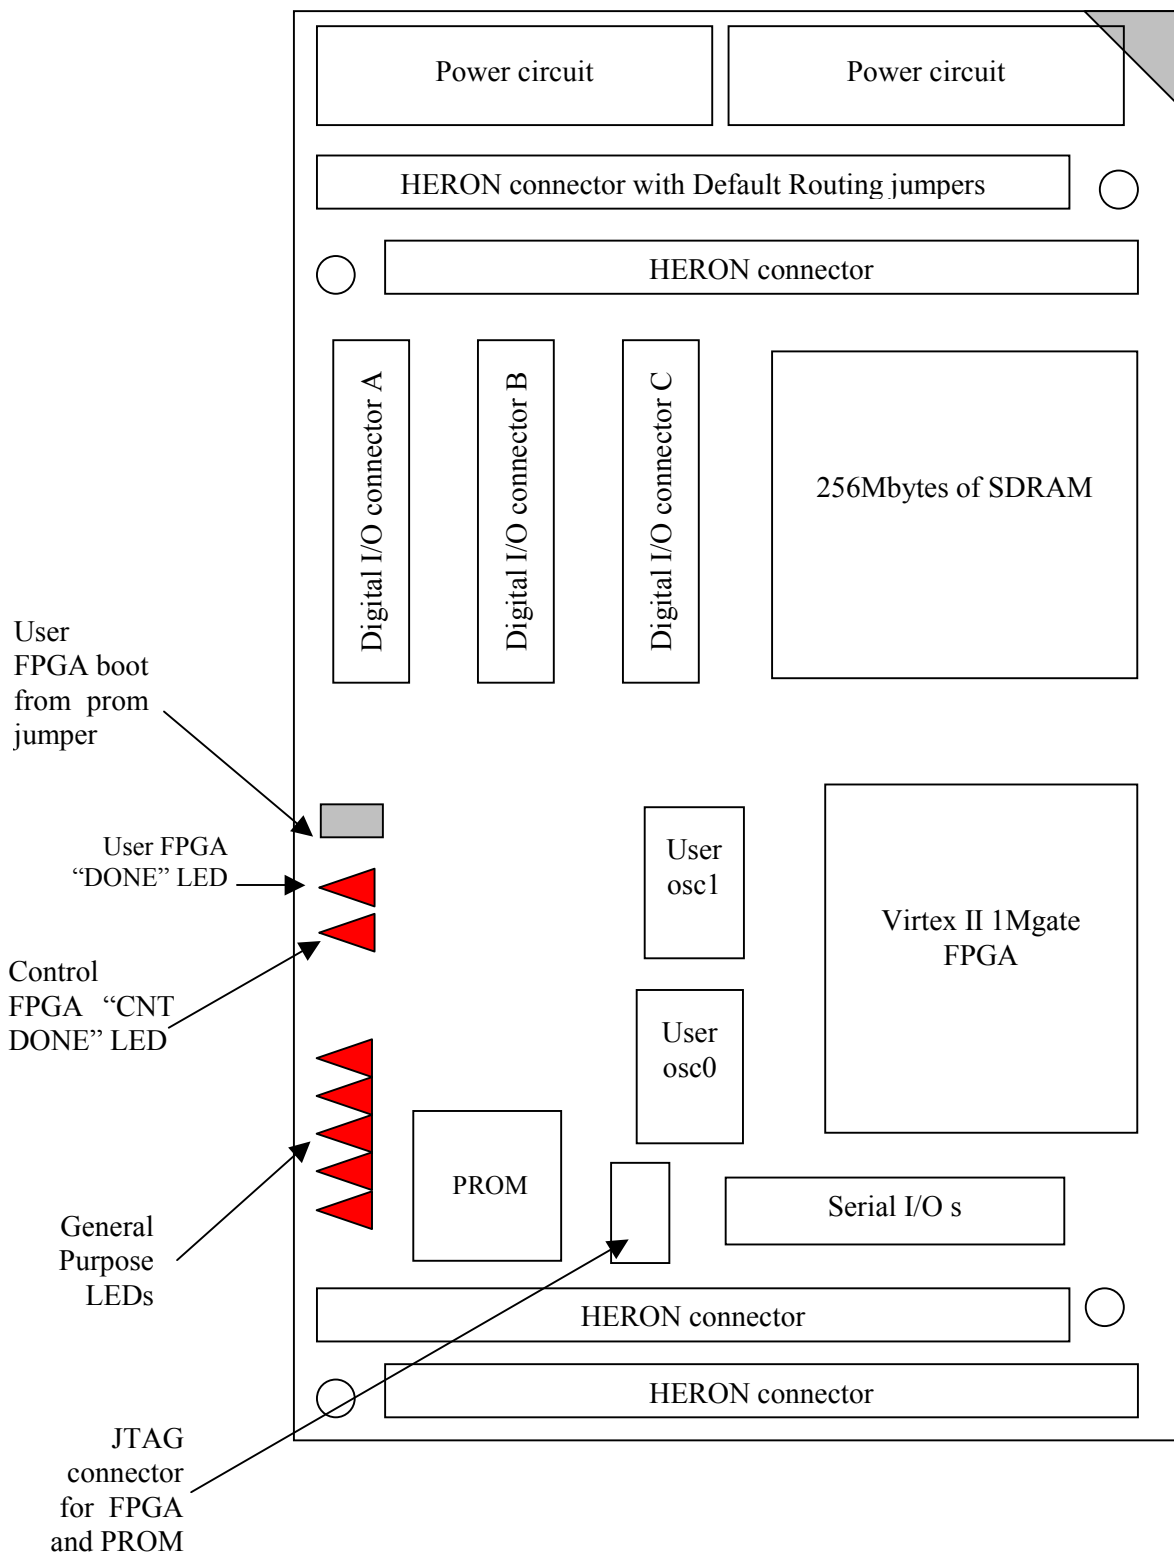 Power circuit
Power circuit
HERON connector with Default Routing jumpers
HERON connector
Digital I/O connector A
Digital I/O connector B
Digital I/O connector C
256Mbytes of SDRAM
User
FPGA boot
from prom
jumper
User FPGA
“DONE” LED
User
osc1
Virtex II 1Mgate
FPGA
Control
FPGA “CNT
DONE” LED
User
osc0
PROM
Serial I/O s
General
Purpose
LEDs
HERON connector
HERON connector
JTAG
connector
for FPGA
and PROM